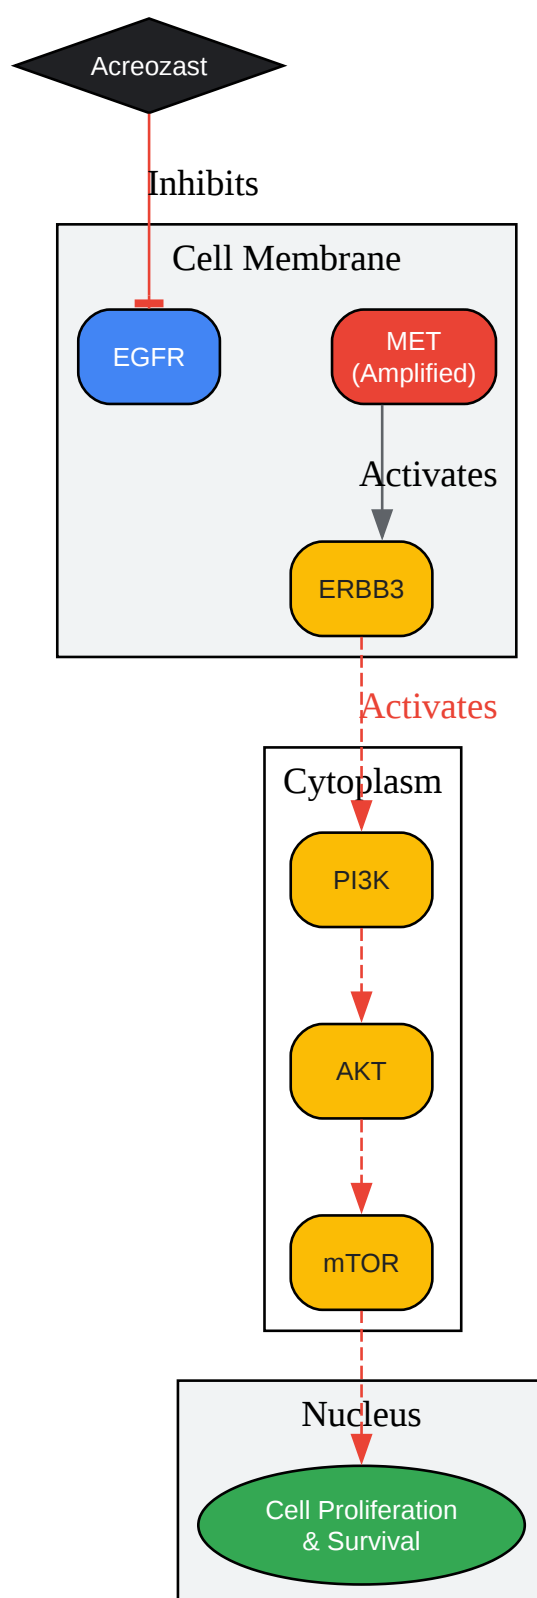 Acreozast
Inhibits
Cell Membrane
EGFR
MET
(Amplified)
Activates
ERBB3
Activates
Cytoplasm
PI3K
AKT
mTOR
Nucleus
Cell Proliferation
& Survival